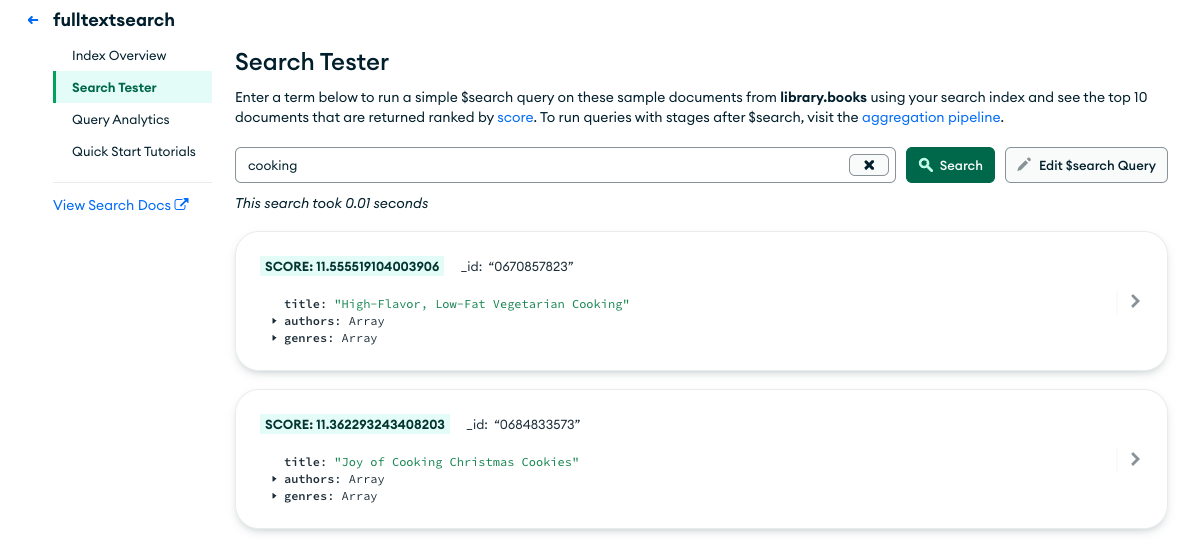 fulltextsearch
Index Overview
Search Tester
Query Analytics
Quick Start Tutorials
View Search Docs
Search Tester
Enter a term below to run a simple $search query on these sample documents from library.books using your search index and see the top 10
documents that are returned ranked by score. To run queries with stages after $search, visit the aggregation pipeline.
cooking
Search
Edit $search Query
This search took 0.01 seconds
SCORE: 11.555519104003906 _id: “0670857823”
title: "High-Flavor, Low-Fat Vegetarian Cooking"
authors: Array
genres: Array
SCORE: 11.362293243408203 _id: “0684833573”
title: "Joy of Cooking Christmas Cookies"
authors: Array
genres: Array